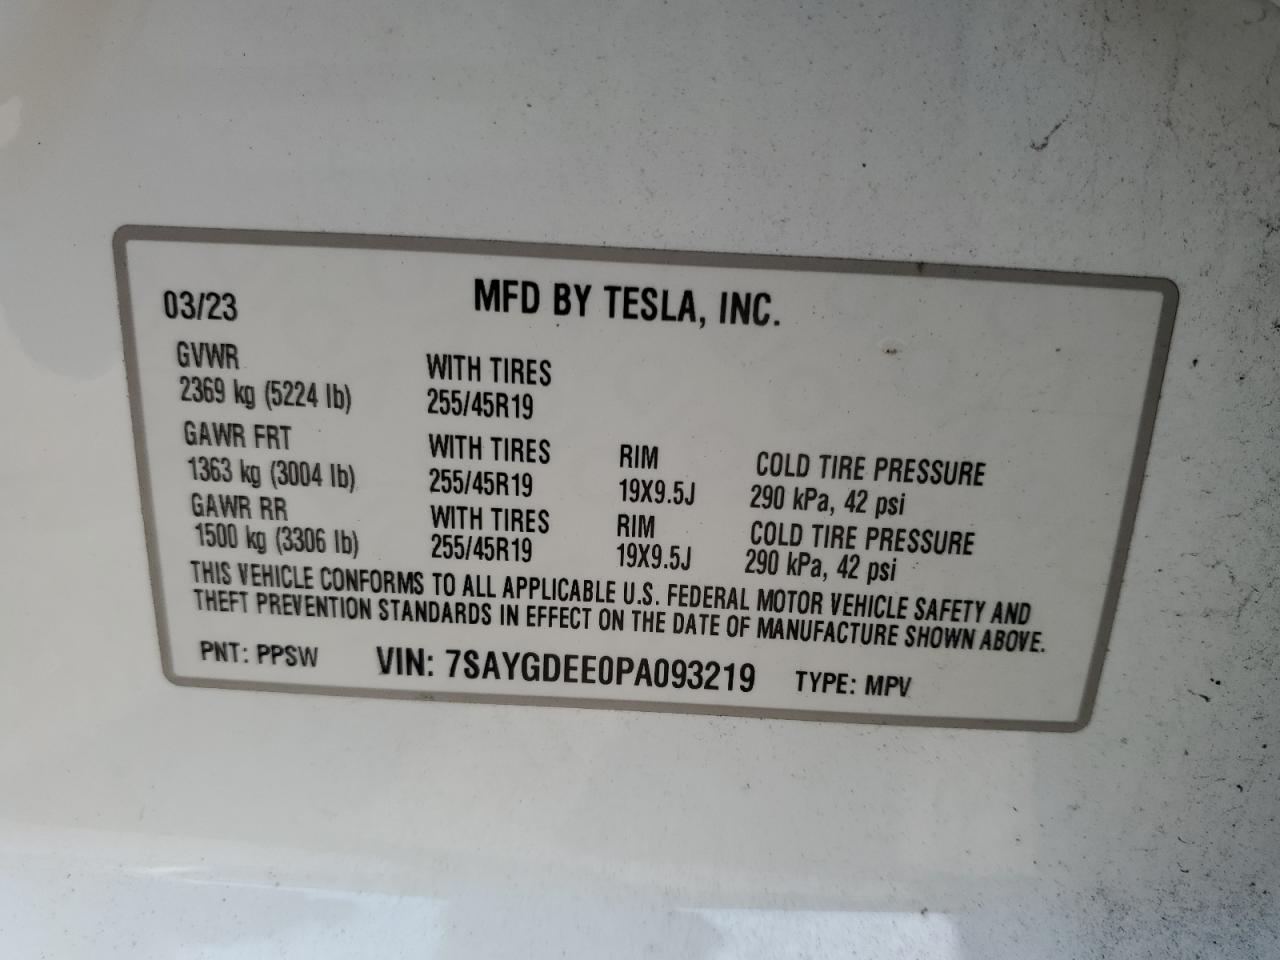 03/23 MFD BY TESLA, INC.
GVWR WITH TIRES
2369 kg (5224 lb) 255/45R19
GAWR FRT WITH TIRES RIM COLD TIRE PRESSURE
1363 kg (3004 lb) 255/45R19 19X9.5J 290 kPa, 42 psi
GAWR RR WITH TIRES RIM COLD TIRE PRESSURE
1500 kg (3306 lb) 255/45R19 19X9.5J 290 kPa, 42 psi
THIS VEHICLE CONFORMS TO ALL APPLICABLE U.S. FEDERAL MOTOR VEHICLE SAFETY AND
THEFT PREVENTION STANDARDS IN EFFECT ON THE DATE OF MANUFACTURE SHOWN ABOVE.
PNT: PPSW VIN: 7SAYGDEE0PA093219 TYPE: MPV